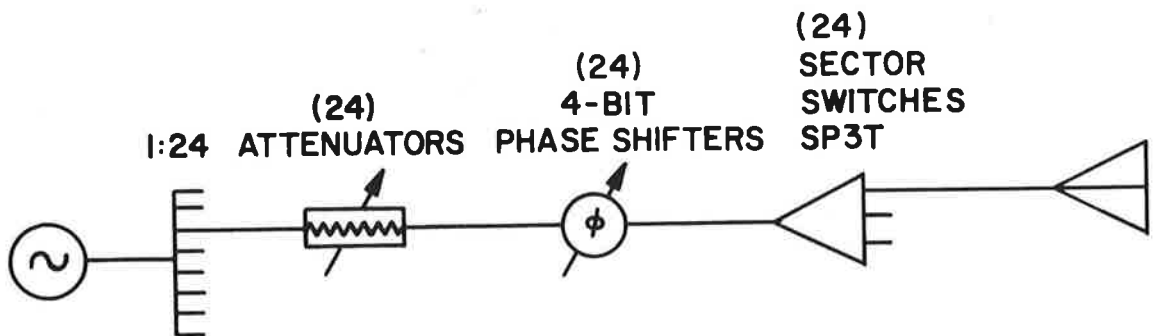 1:24
(24)
ATTENUATORS
(24)
4-BIT
PHASE SHIFTERS
(24)
SECTOR
SWITCHES
SP3T
ϕ